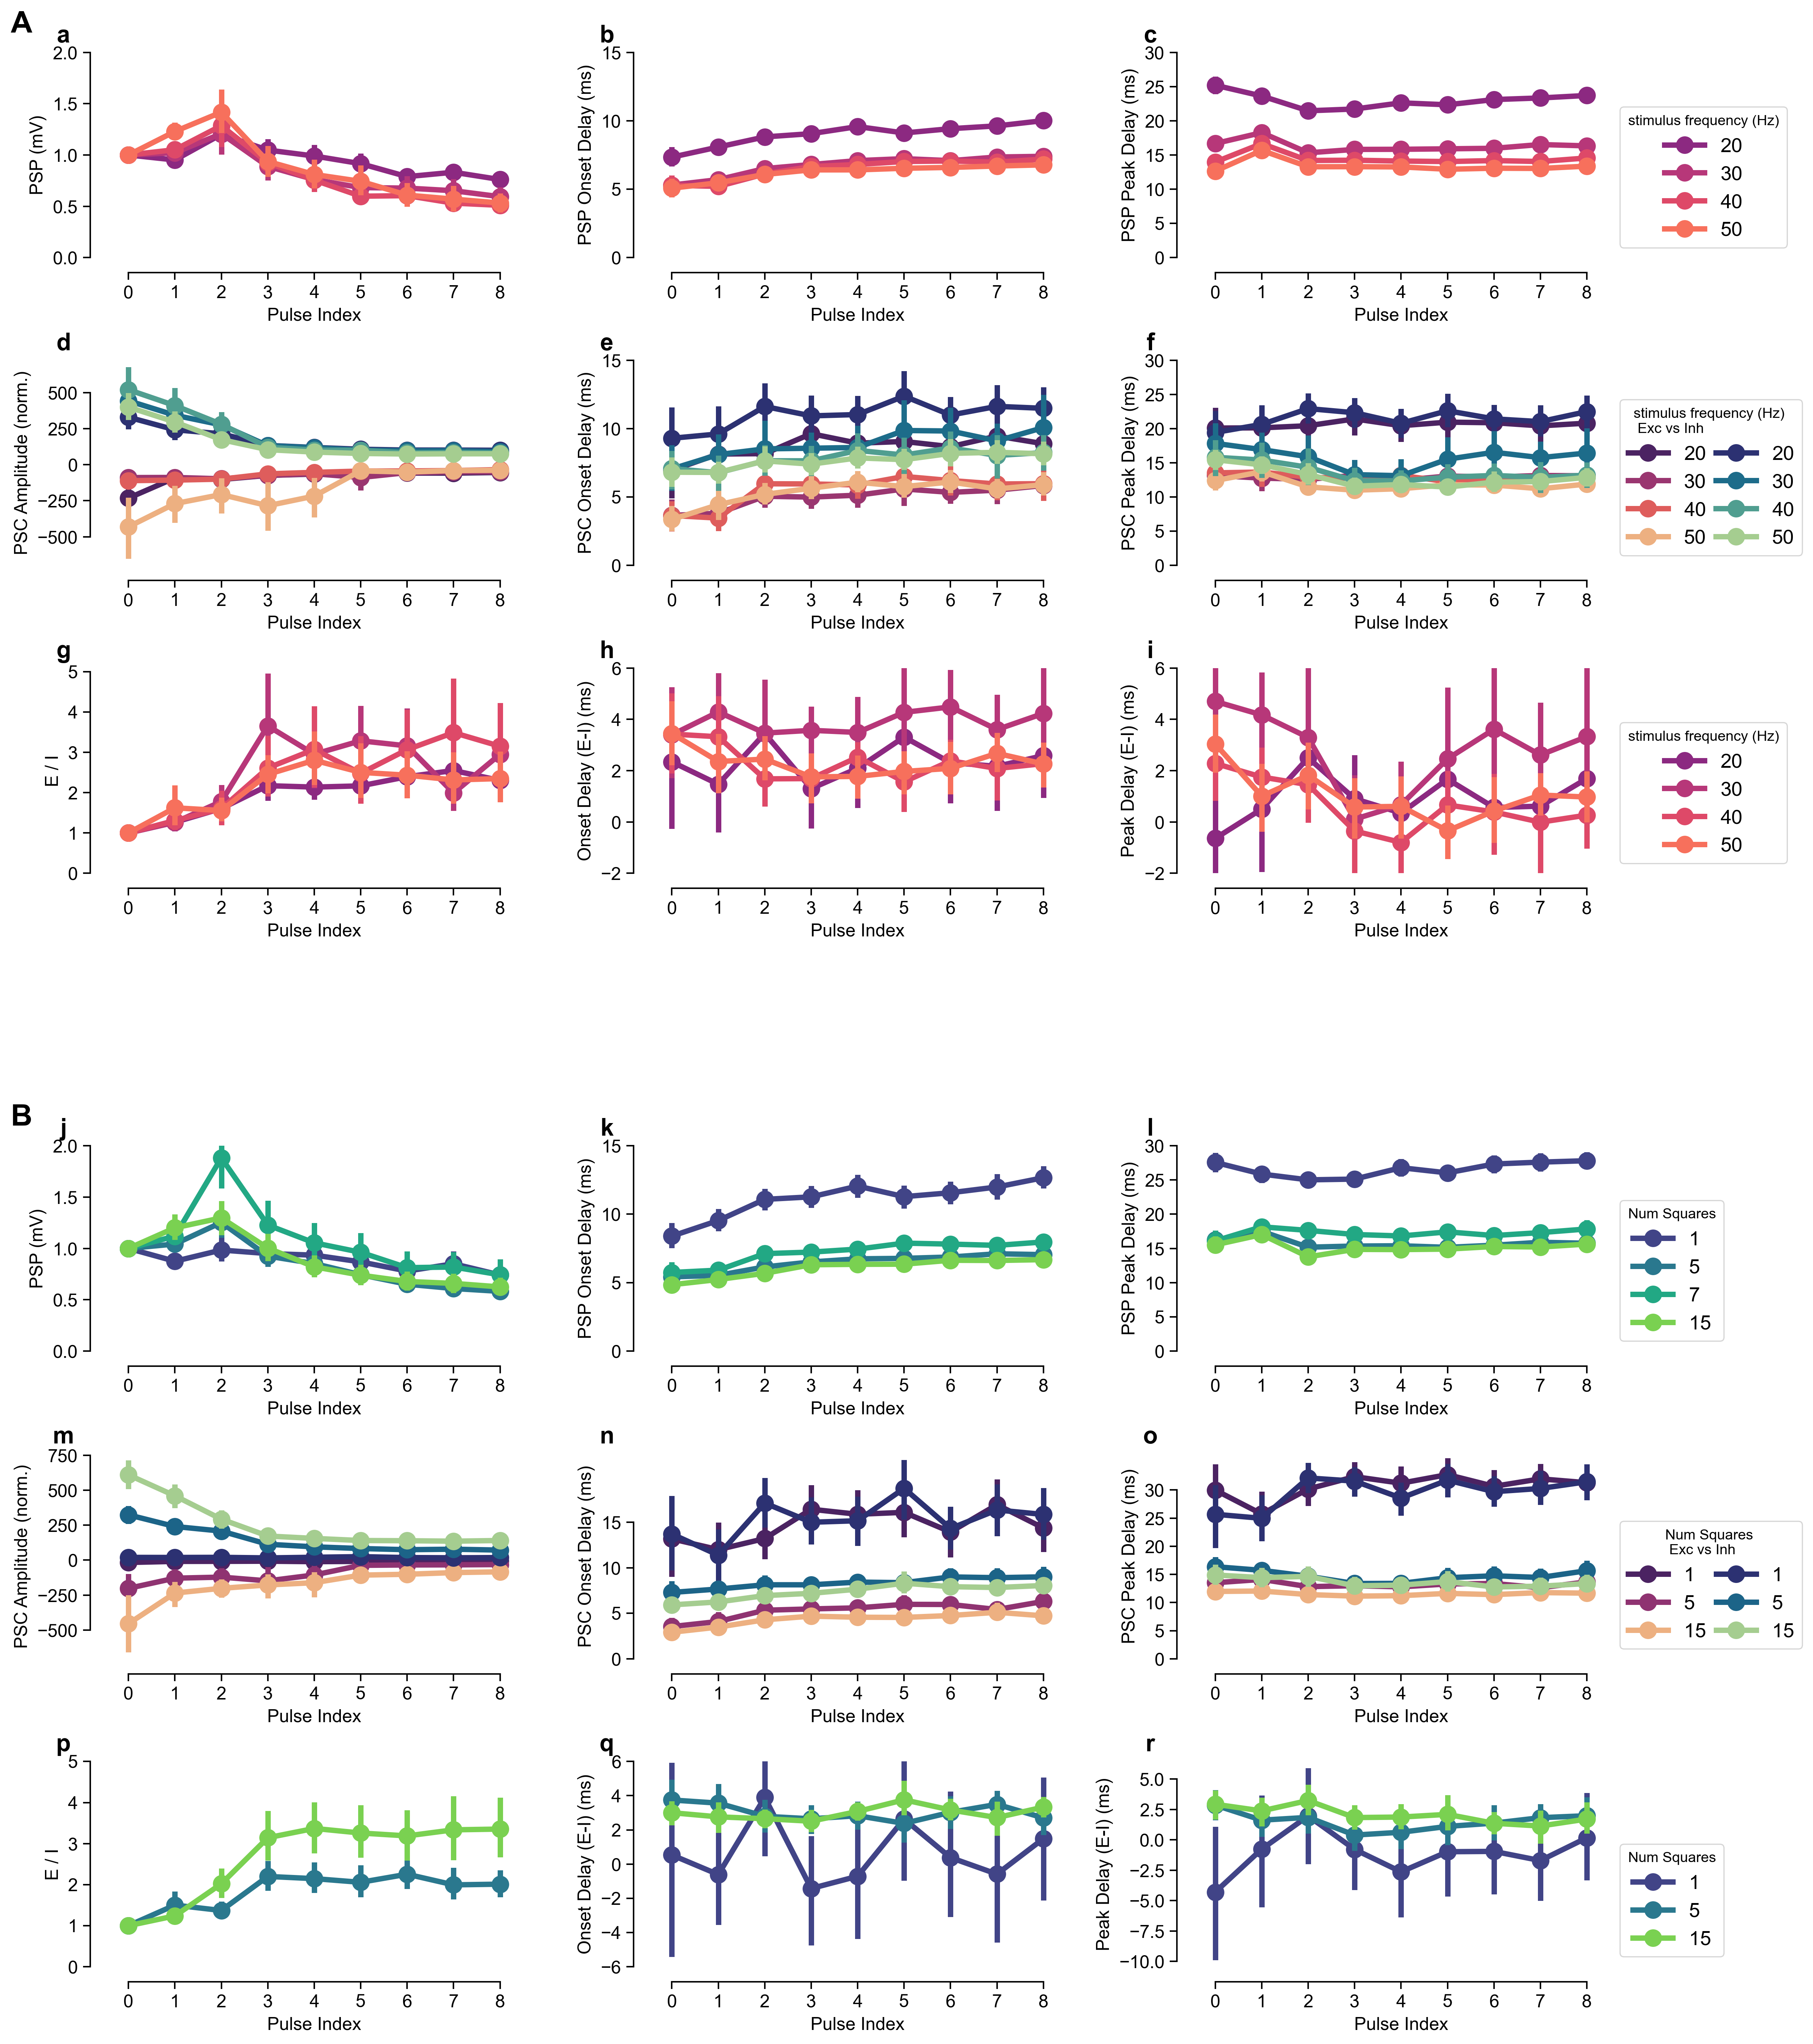 A
a
PSP (mV)
2.0
1.5
1.0
0.5
0.0
0 1 2 3 4 5 6 7 8
Pulse Index
b
PSP Onset Delay (ms)
15
10
5
0
0 1 2 3 4 5 6 7 8
Pulse Index
c
PSP Peak Delay (ms)
30
25
20
15
10
5
0
0 1 2 3 4 5 6 7 8
Pulse Index
stimulus frequency (Hz)
20
30
40
50
d
PSC Amplitude (norm.)
500
250
0
−250
−500
0 1 2 3 4 5 6 7 8
Pulse Index
e
PSC Onset Delay (ms)
15
10
5
0
0 1 2 3 4 5 6 7 8
Pulse Index
f
PSC Peak Delay (ms)
30
25
20
15
10
5
0
0 1 2 3 4 5 6 7 8
Pulse Index
stimulus frequency (Hz)
Exc vs Inh
20 20
30 30
40 40
50 50
g
E / I
5
4
3
2
1
0
0 1 2 3 4 5 6 7 8
Pulse Index
h
Onset Delay (E-I) (ms)
6
4
2
0
−2
0 1 2 3 4 5 6 7 8
Pulse Index
i
Peak Delay (E-I) (ms)
6
4
2
0
−2
0 1 2 3 4 5 6 7 8
Pulse Index
stimulus frequency (Hz)
20
30
40
50
B
j
PSP (mV)
2.0
1.5
1.0
0.5
0.0
0 1 2 3 4 5 6 7 8
Pulse Index
k
PSP Onset Delay (ms)
15
10
5
0
0 1 2 3 4 5 6 7 8
Pulse Index
l
PSP Peak Delay (ms)
30
25
20
15
10
5
0
0 1 2 3 4 5 6 7 8
Pulse Index
Num Squares
1
5
7
15
m
PSC Amplitude (norm.)
750
500
250
0
−250
−500
0 1 2 3 4 5 6 7 8
Pulse Index
n
PSC Onset Delay (ms)
15
10
5
0
0 1 2 3 4 5 6 7 8
Pulse Index
o
PSC Peak Delay (ms)
30
25
20
15
10
5
0
0 1 2 3 4 5 6 7 8
Pulse Index
Num Squares
Exc vs Inh
1 1
5 5
15 15
p
E / I
5
4
3
2
1
0
0 1 2 3 4 5 6 7 8
Pulse Index
q
Onset Delay (E-I) (ms)
6
4
2
0
−2
−4
−6
0 1 2 3 4 5 6 7 8
Pulse Index
r
Peak Delay (E-I) (ms)
5.0
2.5
0.0
−2.5
−5.0
−7.5
−10.0
0 1 2 3 4 5 6 7 8
Pulse Index
Num Squares
1
5
15